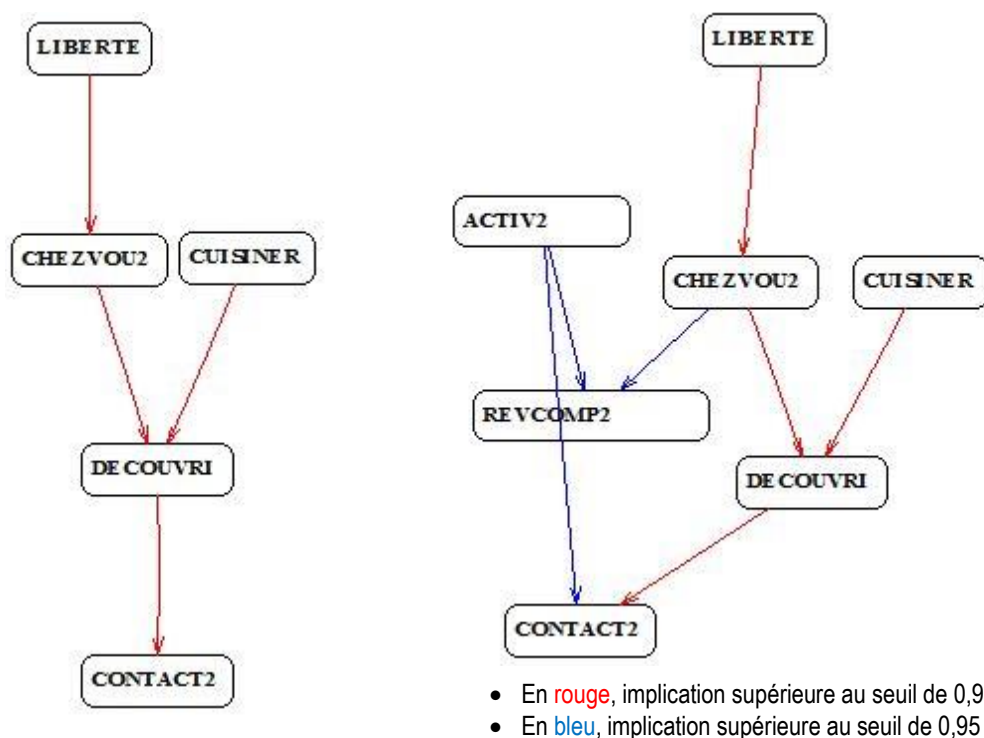 LIBERTE
CHEZVOU2
CUISINER
DECOUVRI
CONTACT2
LIBERTE
ACTIV2
CHEZVOU2
CUISINER
REVCOMP2
DECOUVRI
CONTACT2
• En rouge, implication supérieure au seuil de 0,9
• En bleu, implication supérieure au seuil de 0,95